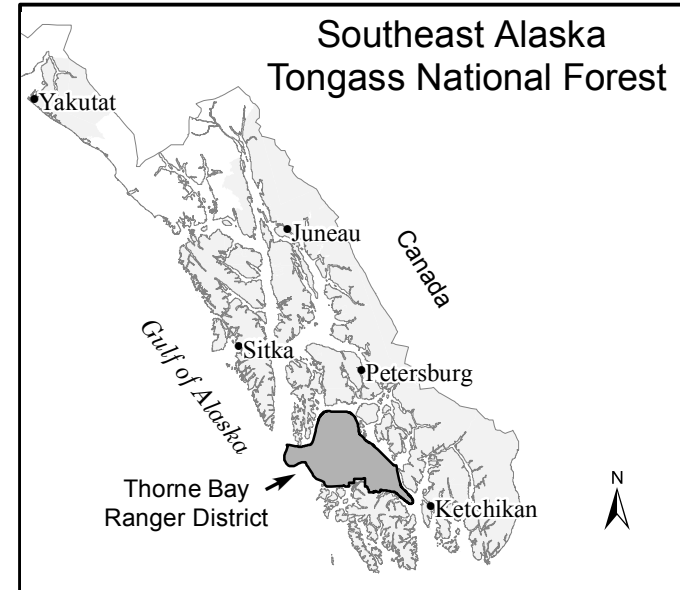 Southeast Alaska
Tongass National Forest
Yakutat
Juneau
Canada
Gulf of Alaska
Sitka
Petersburg
Thorne Bay
Ranger District
Ketchikan
N